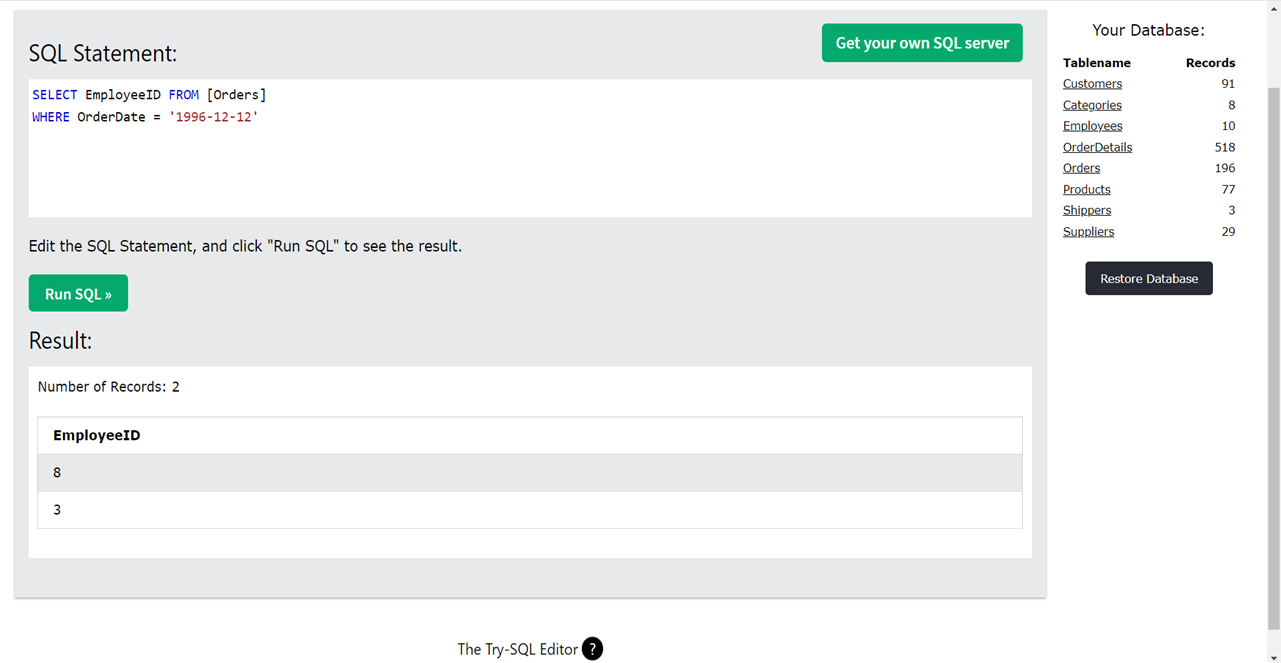 SQL Statement:
Get your own SQL server
SELECT EmployeeID FROM [Orders]
WHERE OrderDate = '1996-12-12'
Edit the SQL Statement, and click "Run SQL" to see the result.
Run SQL »
Result:
Number of Records: 2
EmployeeID
8
3
The Try-SQL Editor ?
Your Database:
Tablename Records
Customers 91
Categories 8
Employees 10
OrderDetails 518
Orders 196
Products 77
Shippers 3
Suppliers 29
Restore Database